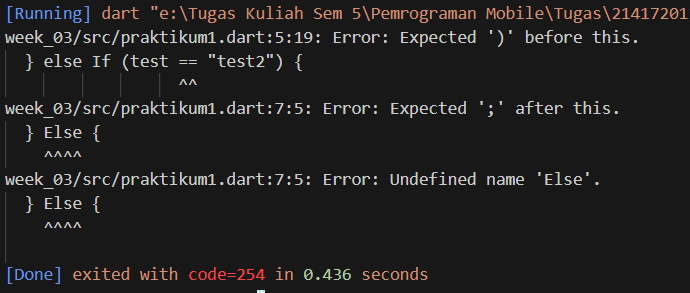 [Running] dart "e:\Tugas Kuliah Sem 5\Pemrograman Mobile\Tugas\21417201
week_03/src/praktikum1.dart:5:19: Error: Expected ')' before this.
  } else If (test == "test2") {
                  ^^
week_03/src/praktikum1.dart:7:5: Error: Expected ';' after this.
  } Else {
    ^^^^
week_03/src/praktikum1.dart:7:5: Error: Undefined name 'Else'.
  } Else {
    ^^^^
[Done] exited with code=254 in 0.436 seconds